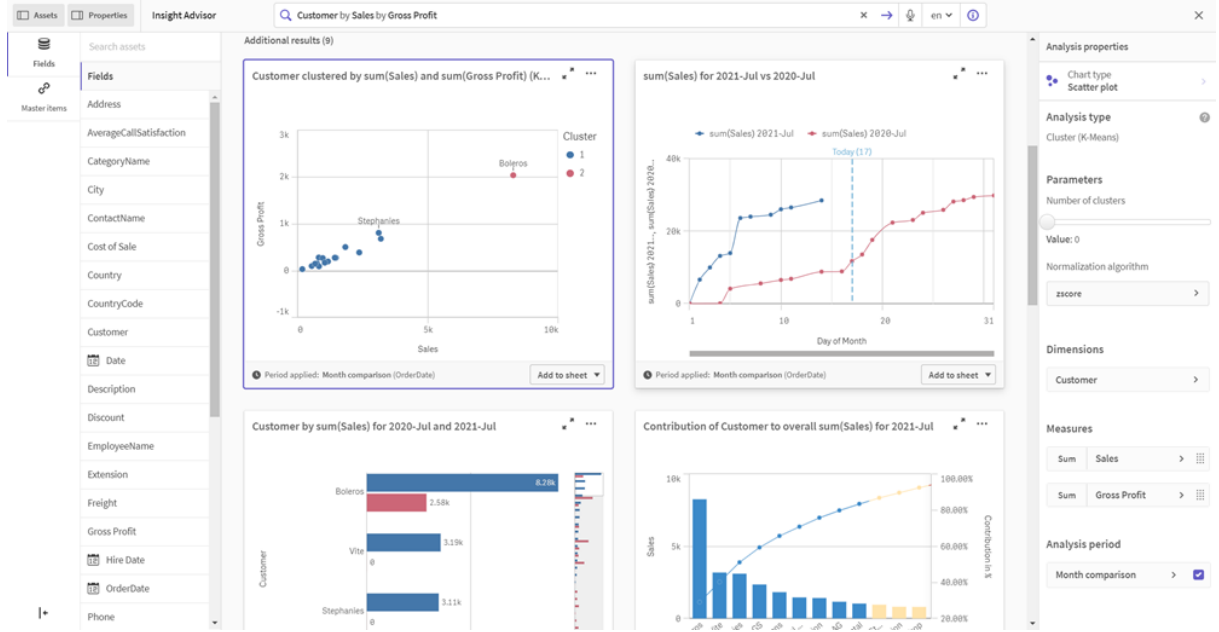 Assets
Properties
Insight Advisor
Customer by Sales by Gross Profit
en
Fields
Master items
Search assets
Fields
Address
AverageCallSatisfaction
CategoryName
City
ContactName
Cost of Sale
Country
CountryCode
Customer
Date
Description
Discount
EmployeeName
Extension
Freight
Gross Profit
Hire Date
OrderDate
Phone
Additional results (9)
Customer clustered by sum(Sales) and sum(Gross Profit) (K...
3k
2k
1k
0
-1k
Gross Profit
Boleros
Stephanies
0
5k
10k
Sales
Cluster
1
2
Period applied: Month comparison (OrderDate)
Add to sheet
sum(Sales) for 2021-Jul vs 2020-Jul
sum(Sales) 2021-Jul
sum(Sales) 2020-Jul
Today (17)
sum(Sales) 2021..., sum(Sales) 2020...
40k
20k
0
1
10
20
31
Day of Month
Period applied: Month comparison (OrderDate)
Add to sheet
Customer by sum(Sales) for 2020-Jul and 2021-Jul
Customer
Boleros
8.28k
2.58k
Vite
3.19k
0
Stephanies
3.11k
0
Contribution of Customer to overall sum(Sales) for 2021-Jul
Sales
10k
5k
0
100.00%
80.00%
60.00%
40.00%
20.00%
Contribution in %
Analysis properties
Chart type
Scatter plot
Analysis type
Cluster (K-Means)
Parameters
Number of clusters
Value: 0
Normalization algorithm
zscore
Dimensions
Customer
Measures
Sum
Sales
Sum
Gross Profit
Analysis period
Month comparison